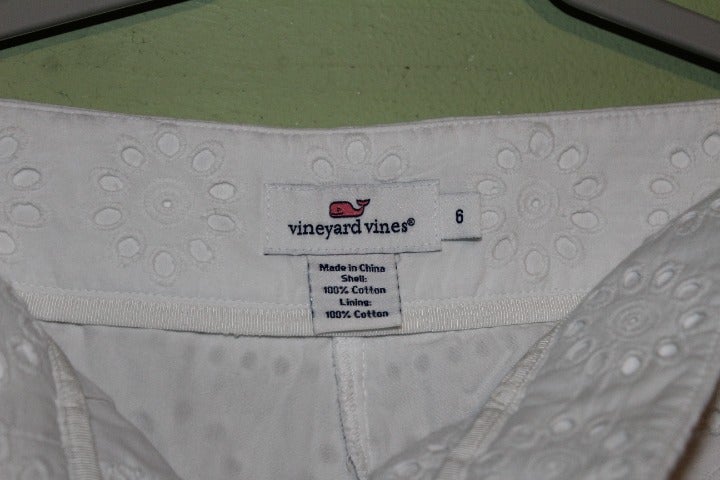 vineyard vines®
6
Made in China
Shell:
100% Cotton
Lining:
100% Cotton